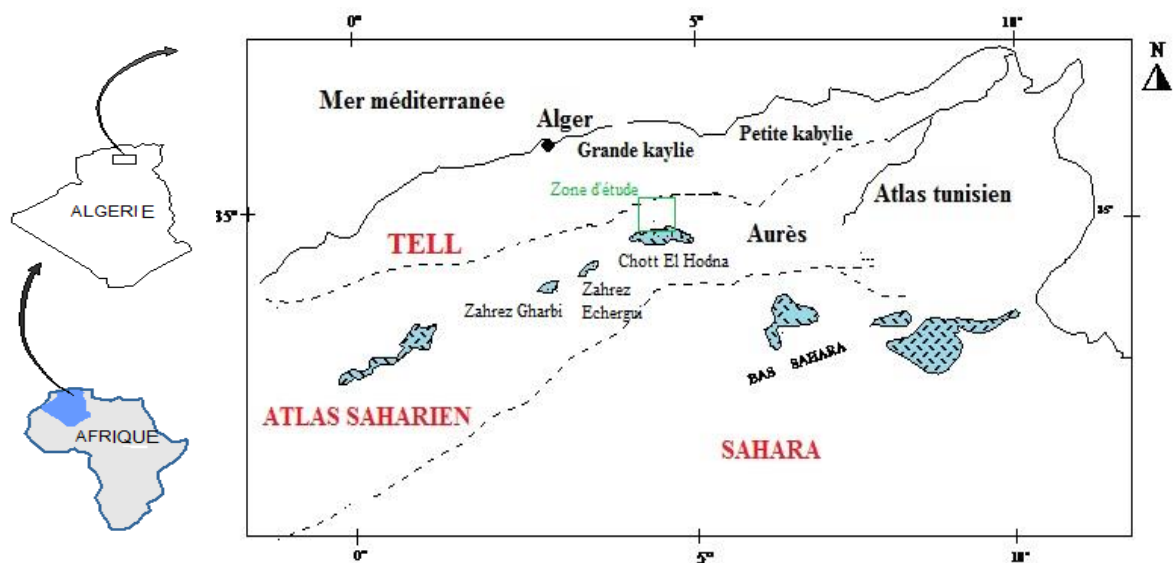 0°
5°
10°
N
Mer méditerranée
Alger
Petite kabylie
Grande kaylie
Zone d'étude
Atlas tunisien
ALGERIE
35°
35°
TELL
Aurès
Chott El Hodna
Zahrez
Echergui
Zahrez Gharbi
BAS SAHARA
ATLAS SAHARIEN
AFRIQUE
SAHARA
0°
5°
10°